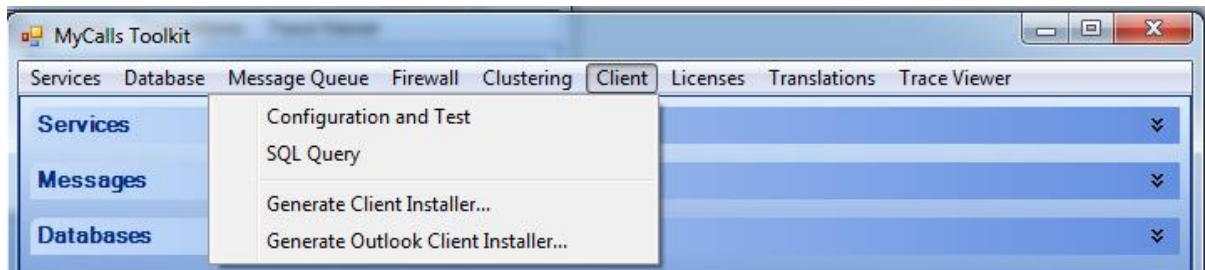 MyCalls Toolkit
Services Database Message Queue Firewall Clustering Client Licenses Translations Trace Viewer
Services
Configuration and Test
SQL Query
Messages
Generate Client Installer...
Databases
Generate Outlook Client Installer...